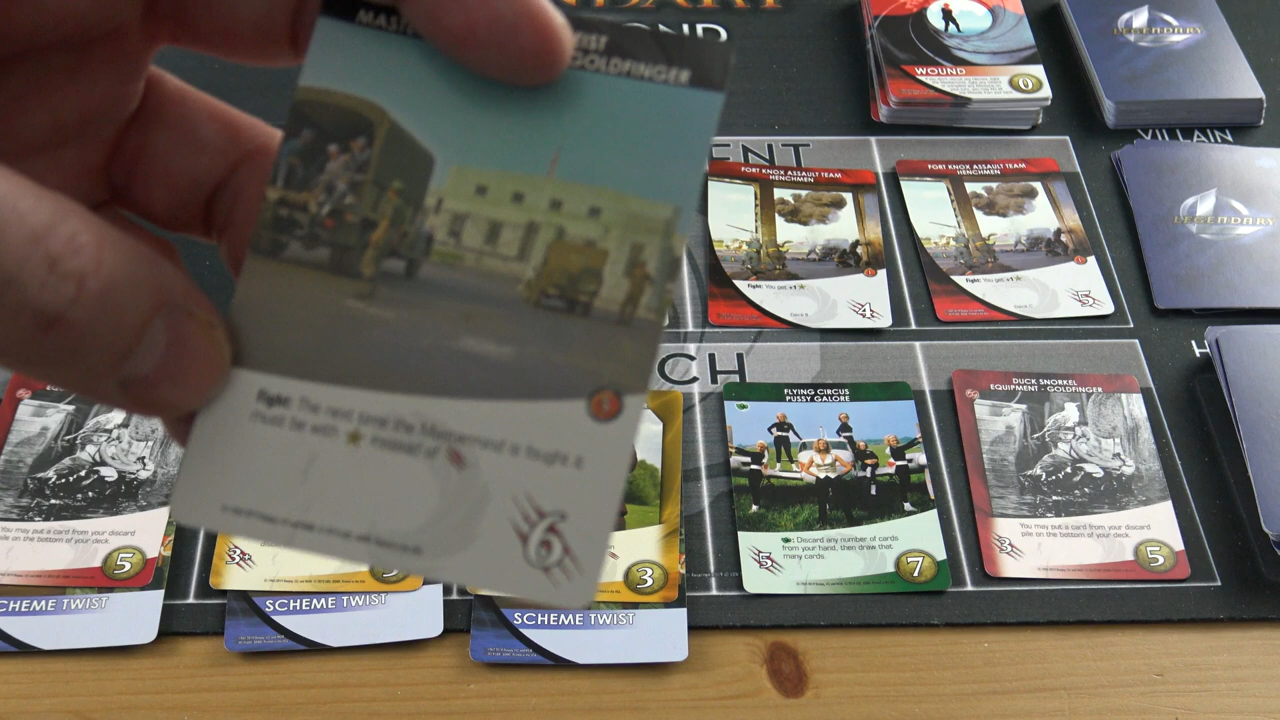 MAST
IST
GOLDFINGER
Fight: The next time the Mastermind is fought it
must be with instead of
6
OND
WOUND
0
LEGENDARY
VILLAIN
LEGENDARY
ENT
FORT KNOX ASSAULT TEAM
HENCHMEN
Fight: You get +1
4
FORT KNOX ASSAULT TEAM
HENCHMEN
Fight: You get +1
5
CH
H
You may put a card from your discard
pile on the bottom of your deck.
5
SCHEME TWIST
3+
SCHEME TWIST
3
SCHEME TWIST
FLYING CIRCUS
PUSSY GALORE
: Discard any number of cards
from your hand, then draw that
many cards.
5
7
DUCK SNORKEL
EQUIPMENT - GOLDFINGER
You may put a card from your discard
pile on the bottom of your deck.
3
5